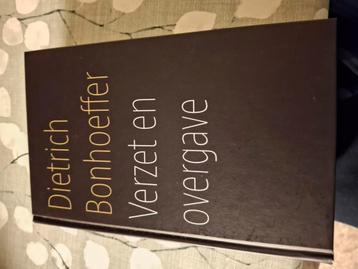 Dietrich
Bonhoeffer
Verzet en
overgave